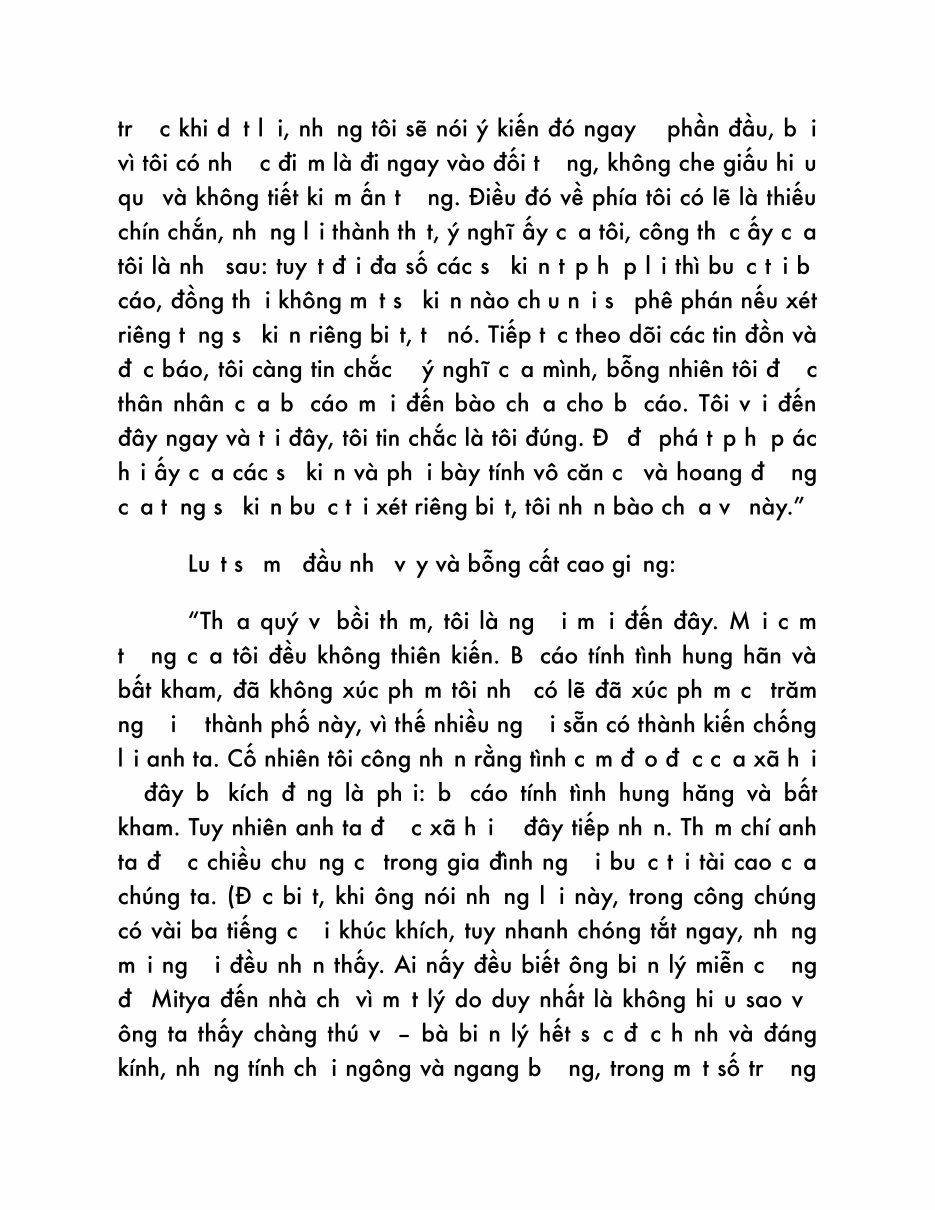 tr c khi d t l i, nh ng tôi sẽ nói ý kiến đó ngay phần đầu, b i
vì tôi có nh c đi m là đi ngay vào đối t ng, không che giấu hi u
qu và không tiết ki m ấn t ng. Điều đó về phía tôi có lẽ là thiếu
chín chắn, nh ng l i thành th t, ý nghĩ ấy c a tôi, công th c ấy c a
tôi là nh sau: tuy t đ i đa số các s ki n t p h p l i thì bu c t i b
cáo, đồng th i không m t s ki n nào ch u n i s phê phán nếu xét
riêng t ng s ki n riêng bi t, t nó. Tiếp t c theo dõi các tin đồn và
đ c báo, tôi càng tin chắc ý nghĩ c a mình, bỗng nhiên tôi đ c
thân nhân c a b cáo m i đến bào ch a cho b cáo. Tôi v i đến
đây ngay và t i đây, tôi tin chắc là tôi đúng. Đ đ phá t p h p ác
h i ấy c a các s ki n và ph i bày tính vô căn c và hoang đ ng
c a t ng s ki n bu c t i xét riêng bi t, tôi nh n bào ch a v này.”
Lu t s m đầu nh v y và bỗng cất cao gi ng:
“Th a quý v bồi th m, tôi là ng i m i đến đây. M i c m
t ng c a tôi đều không thiên kiến. B cáo tính tình hung hãn và
bất kham, đã không xúc ph m tôi nh có lẽ đã xúc ph m c trăm
ng i thành phố này, vì thế nhiều ng i sẵn có thành kiến chống
l i anh ta. Cố nhiên tôi công nh n rằng tình c m đ o đ c c a xã h i
đây b kích đ ng là ph i: b cáo tính tình hung hăng và bất
kham. Tuy nhiên anh ta đ c xã h i đây tiếp nh n. Th m chí anh
ta đ c chiều chu ng c trong gia đình ng i bu c t i tài cao c a
chúng ta. (Đ c bi t, khi ông nói nh ng l i này, trong công chúng
có vài ba tiếng c i khúc khích, tuy nhanh chóng tắt ngay, nh ng
m i ng i đều nh n thấy. Ai nấy đều biết ông bi n lý miễn c ng
đ Mitya đến nhà ch vì m t lý do duy nhất là không hi u sao v
ông ta thấy chàng thú v – bà bi n lý hết s c đ c h nh và đáng
kính, nh ng tính ch i ngông và ngang b ng, trong m t số tr ng